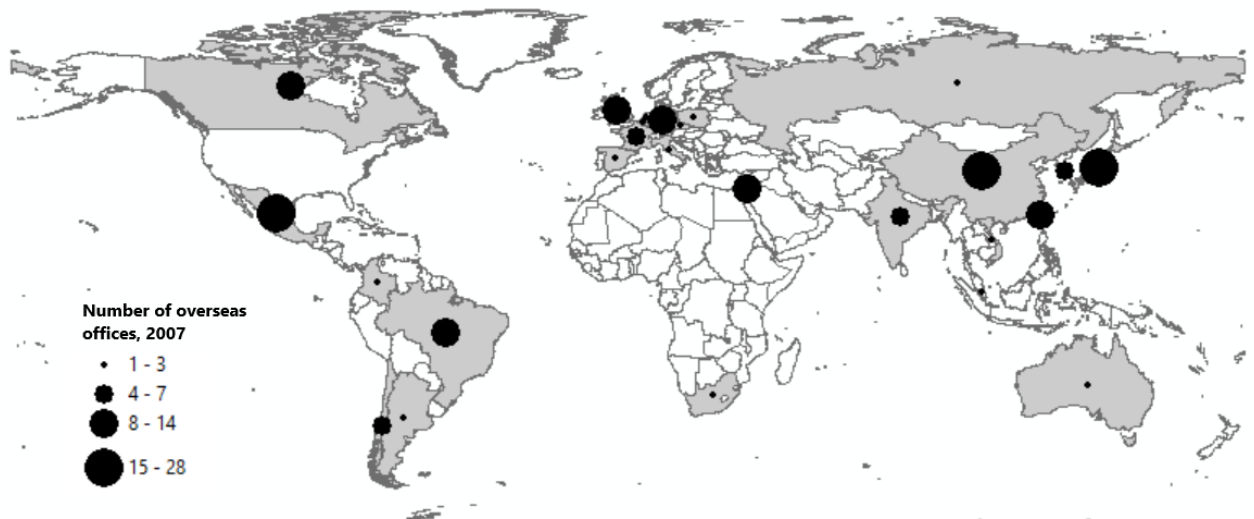 Number of overseas
offices, 2007
1 - 3
4 - 7
8 - 14
15 - 28